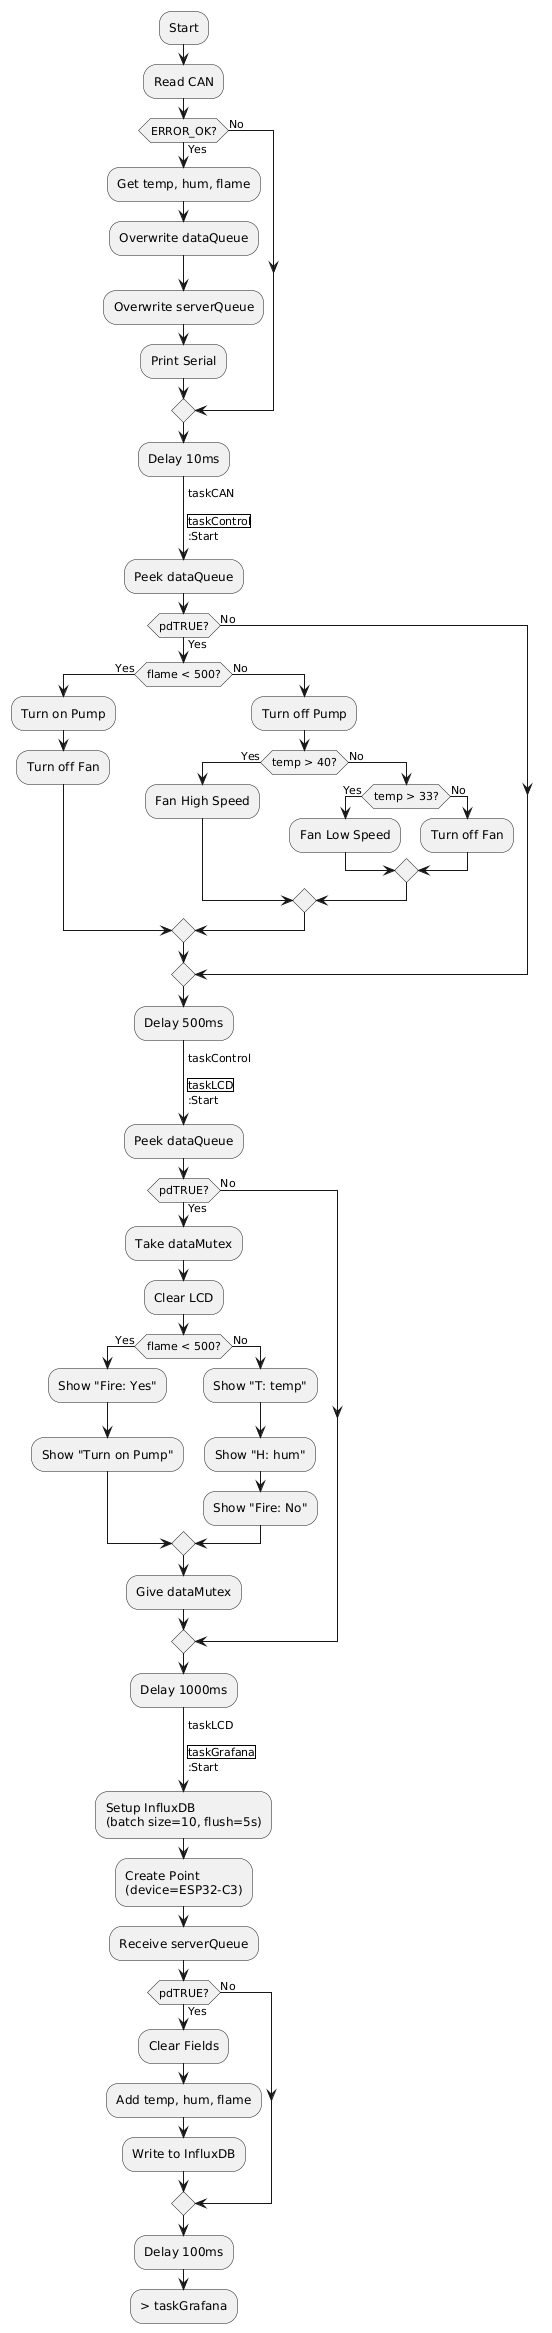 Start
Read CAN
ERROR_OK?
No
Yes
Get temp, hum, flame
Overwrite dataQueue
Overwrite serverQueue
Print Serial
Delay 10ms
taskCAN
taskControl
:Start
Peek dataQueue
pdTRUE?
No
Yes
Yes
flame < 500?
No
Turn on Pump
Turn off Pump
Turn off Fan
Yes
temp > 40?
No
Fan High Speed
Yes
temp > 33?
No
Fan Low Speed
Turn off Fan
Delay 500ms
taskControl
taskLCD
:Start
Peek dataQueue
pdTRUE?
No
Yes
Take dataMutex
Clear LCD
Yes
flame < 500?
No
Show "Fire: Yes"
Show "T: temp"
Show "Turn on Pump"
Show "H: hum"
Show "Fire: No"
Give dataMutex
Delay 1000ms
taskLCD
taskGrafana
:Start
Setup InfluxDB
(batch size=10, flush=5s)
Create Point
(device=ESP32-C3)
Receive serverQueue
pdTRUE?
No
Yes
Clear Fields
Add temp, hum, flame
Write to InfluxDB
Delay 100ms
> taskGrafana